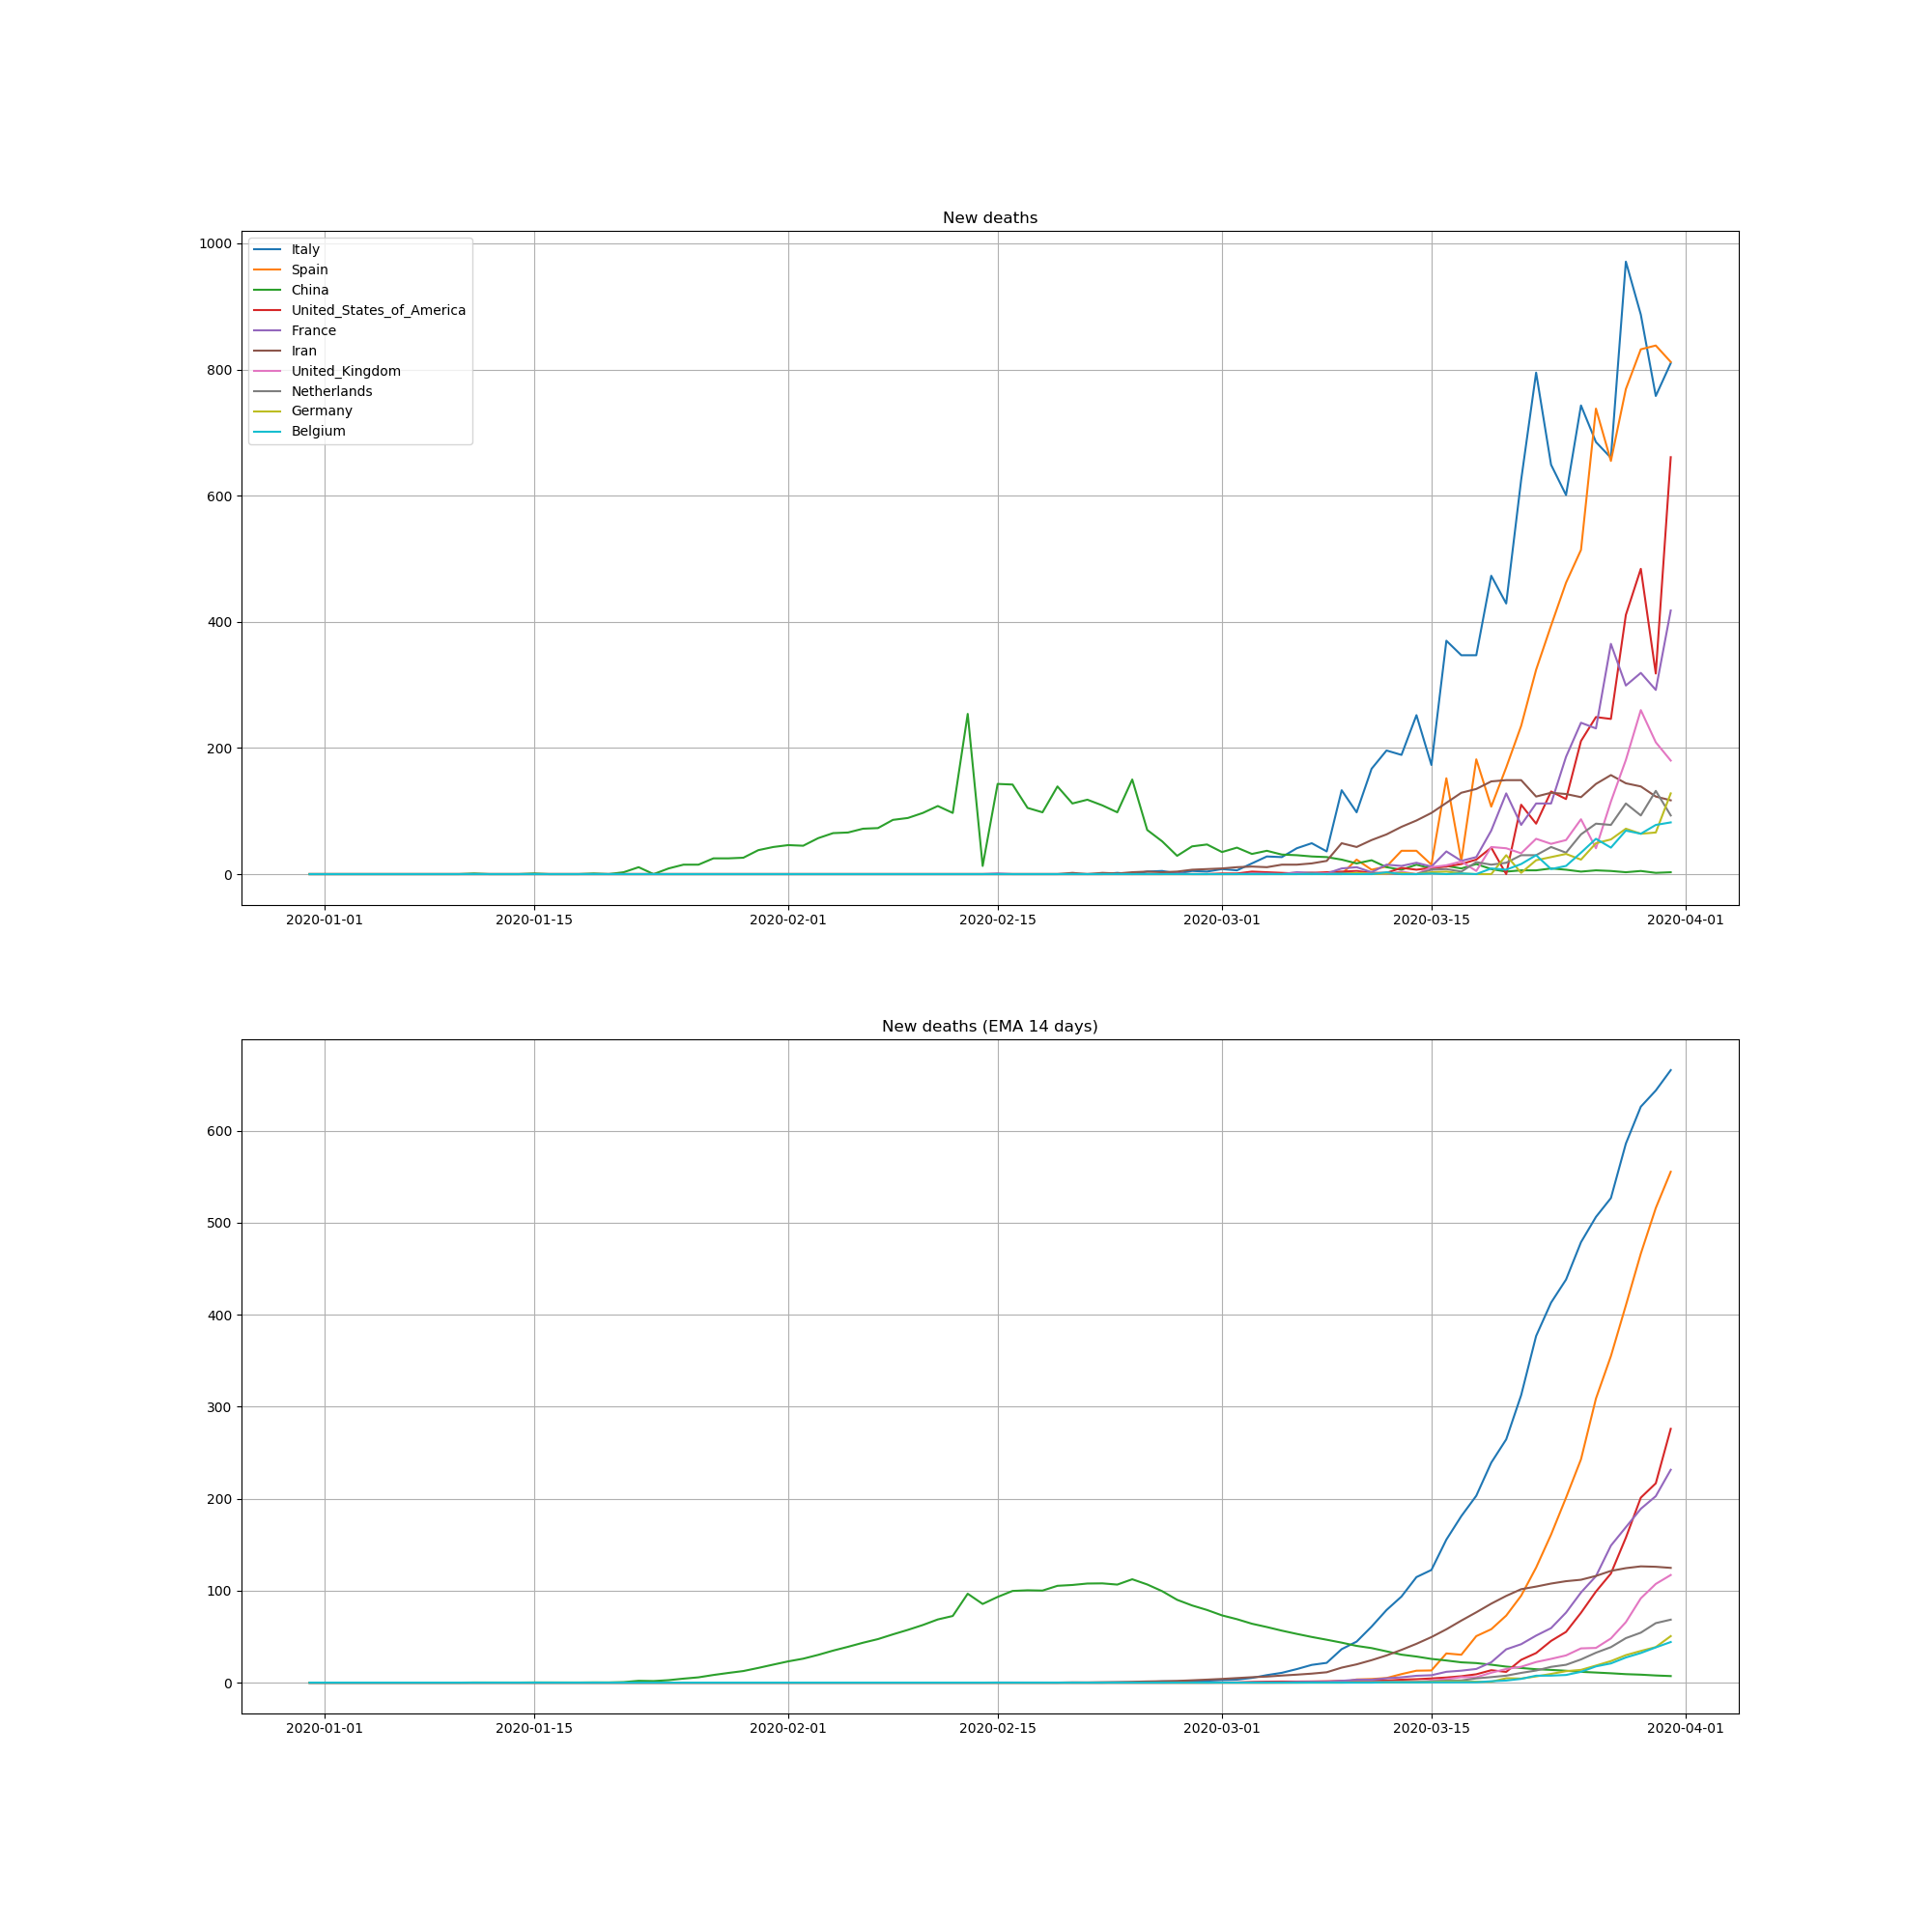 New deaths
1000
800
600
400
200
0
Italy
Spain
China
United_States_of_America
France
Iran
United_Kingdom
Netherlands
Germany
Belgium
2020-01-01 2020-01-15 2020-02-01 2020-02-15 2020-03-01 2020-03-15 2020-04-01
New deaths (EMA 14 days)
600
500
400
300
200
100
0
2020-01-01 2020-01-15 2020-02-01 2020-02-15 2020-03-01 2020-03-15 2020-04-01